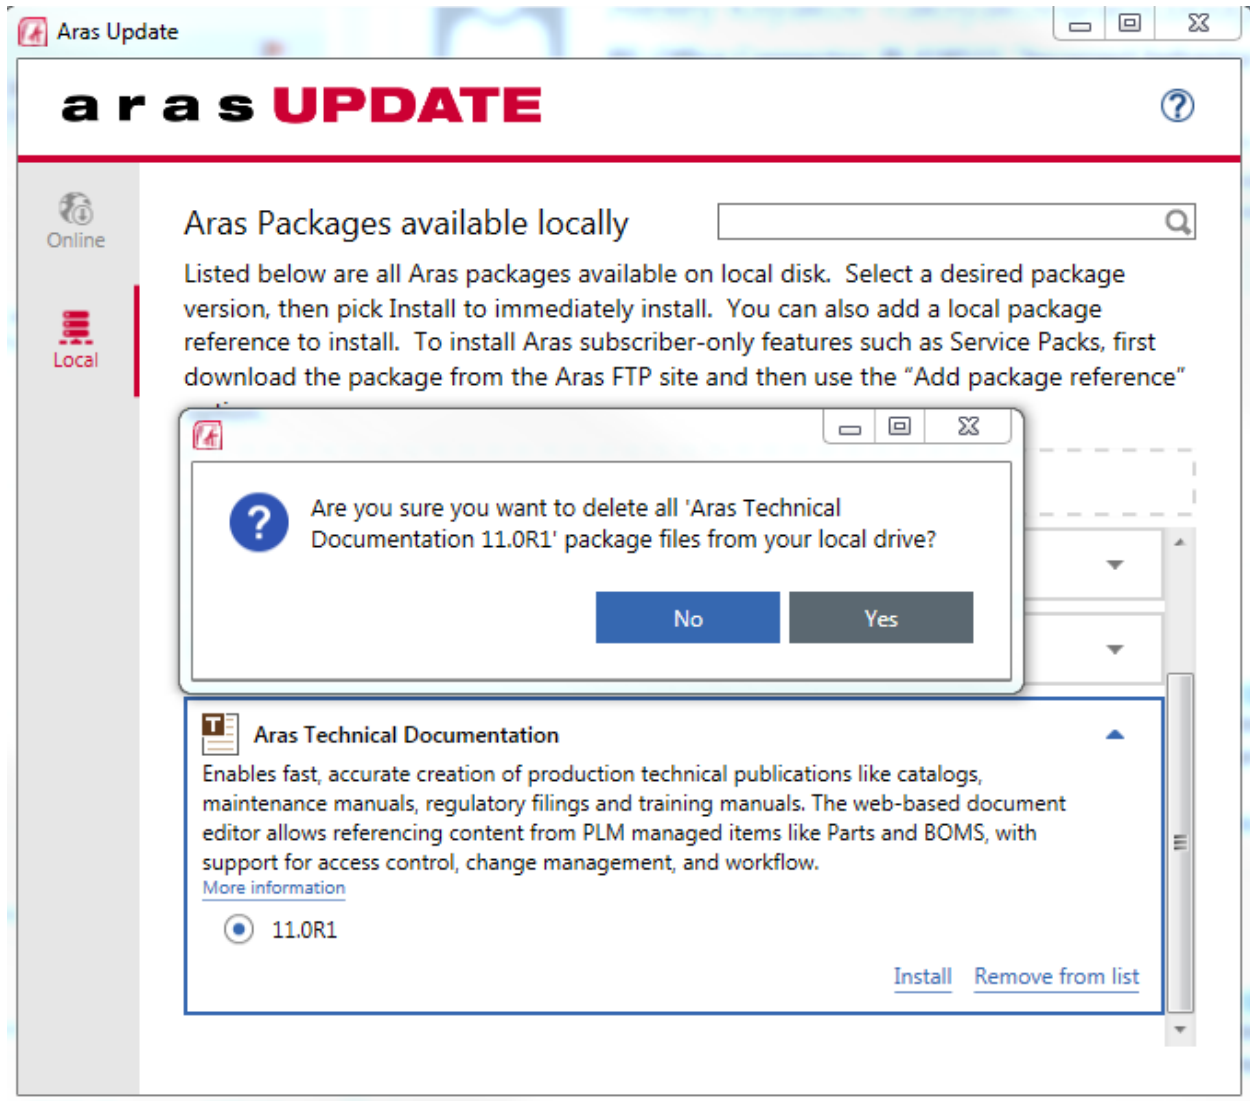 Aras Update
aras UPDATE
Online
Local
Aras Packages available locally
Listed below are all Aras packages available on local disk.  Select a desired package
version, then pick Install to immediately install.  You can also add a local package
reference to install.  To install Aras subscriber-only features such as Service Packs, first
download the package from the Aras FTP site and then use the “Add package reference”
Are you sure you want to delete all 'Aras Technical
Documentation 11.0R1' package files from your local drive?
No
Yes
Aras Technical Documentation
Enables fast, accurate creation of production technical publications like catalogs,
maintenance manuals, regulatory filings and training manuals. The web-based document
editor allows referencing content from PLM managed items like Parts and BOMS, with
support for access control, change management, and workflow.
More information
11.0R1
Install
Remove from list